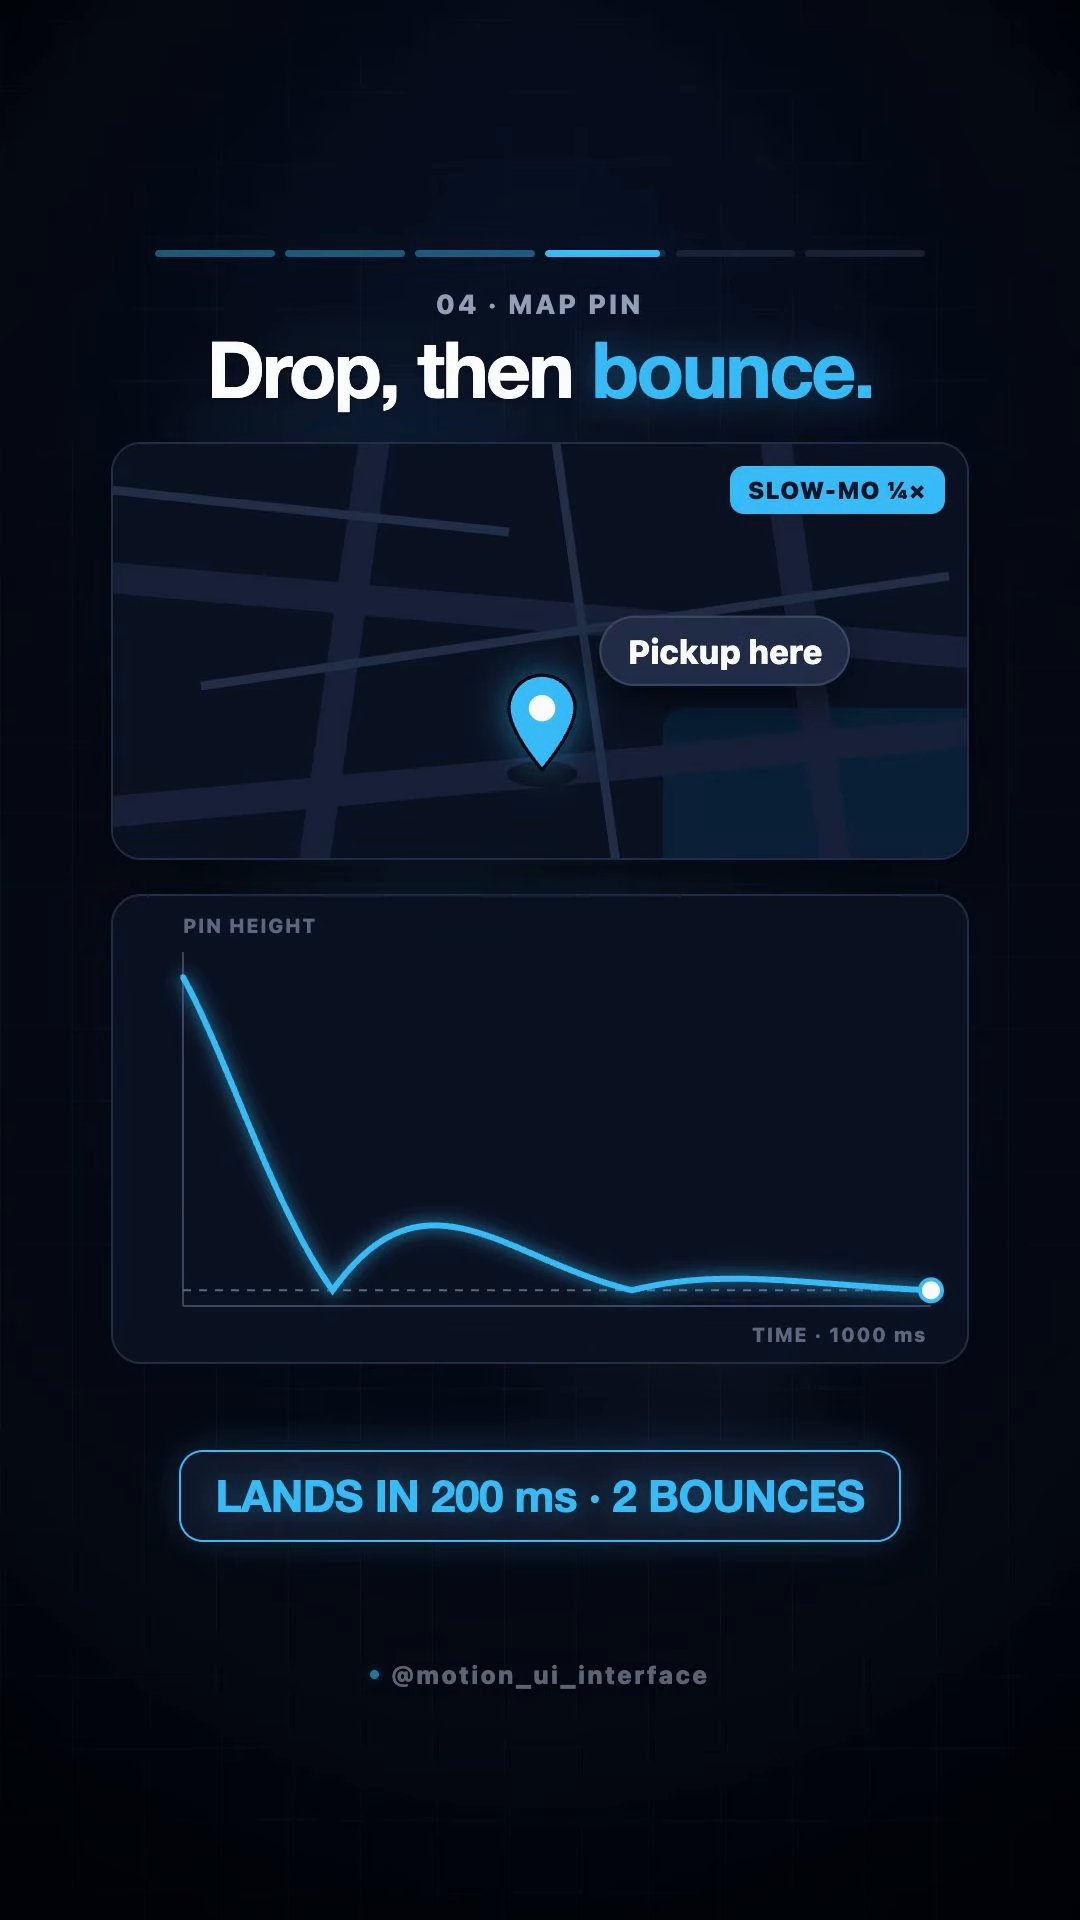 04 · MAP PIN
Drop, then bounce.
SLOW-MO ¼×
Pickup here
PIN HEIGHT
TIME · 1000 ms
LANDS IN 200 ms · 2 BOUNCES
@motion_ui_interface